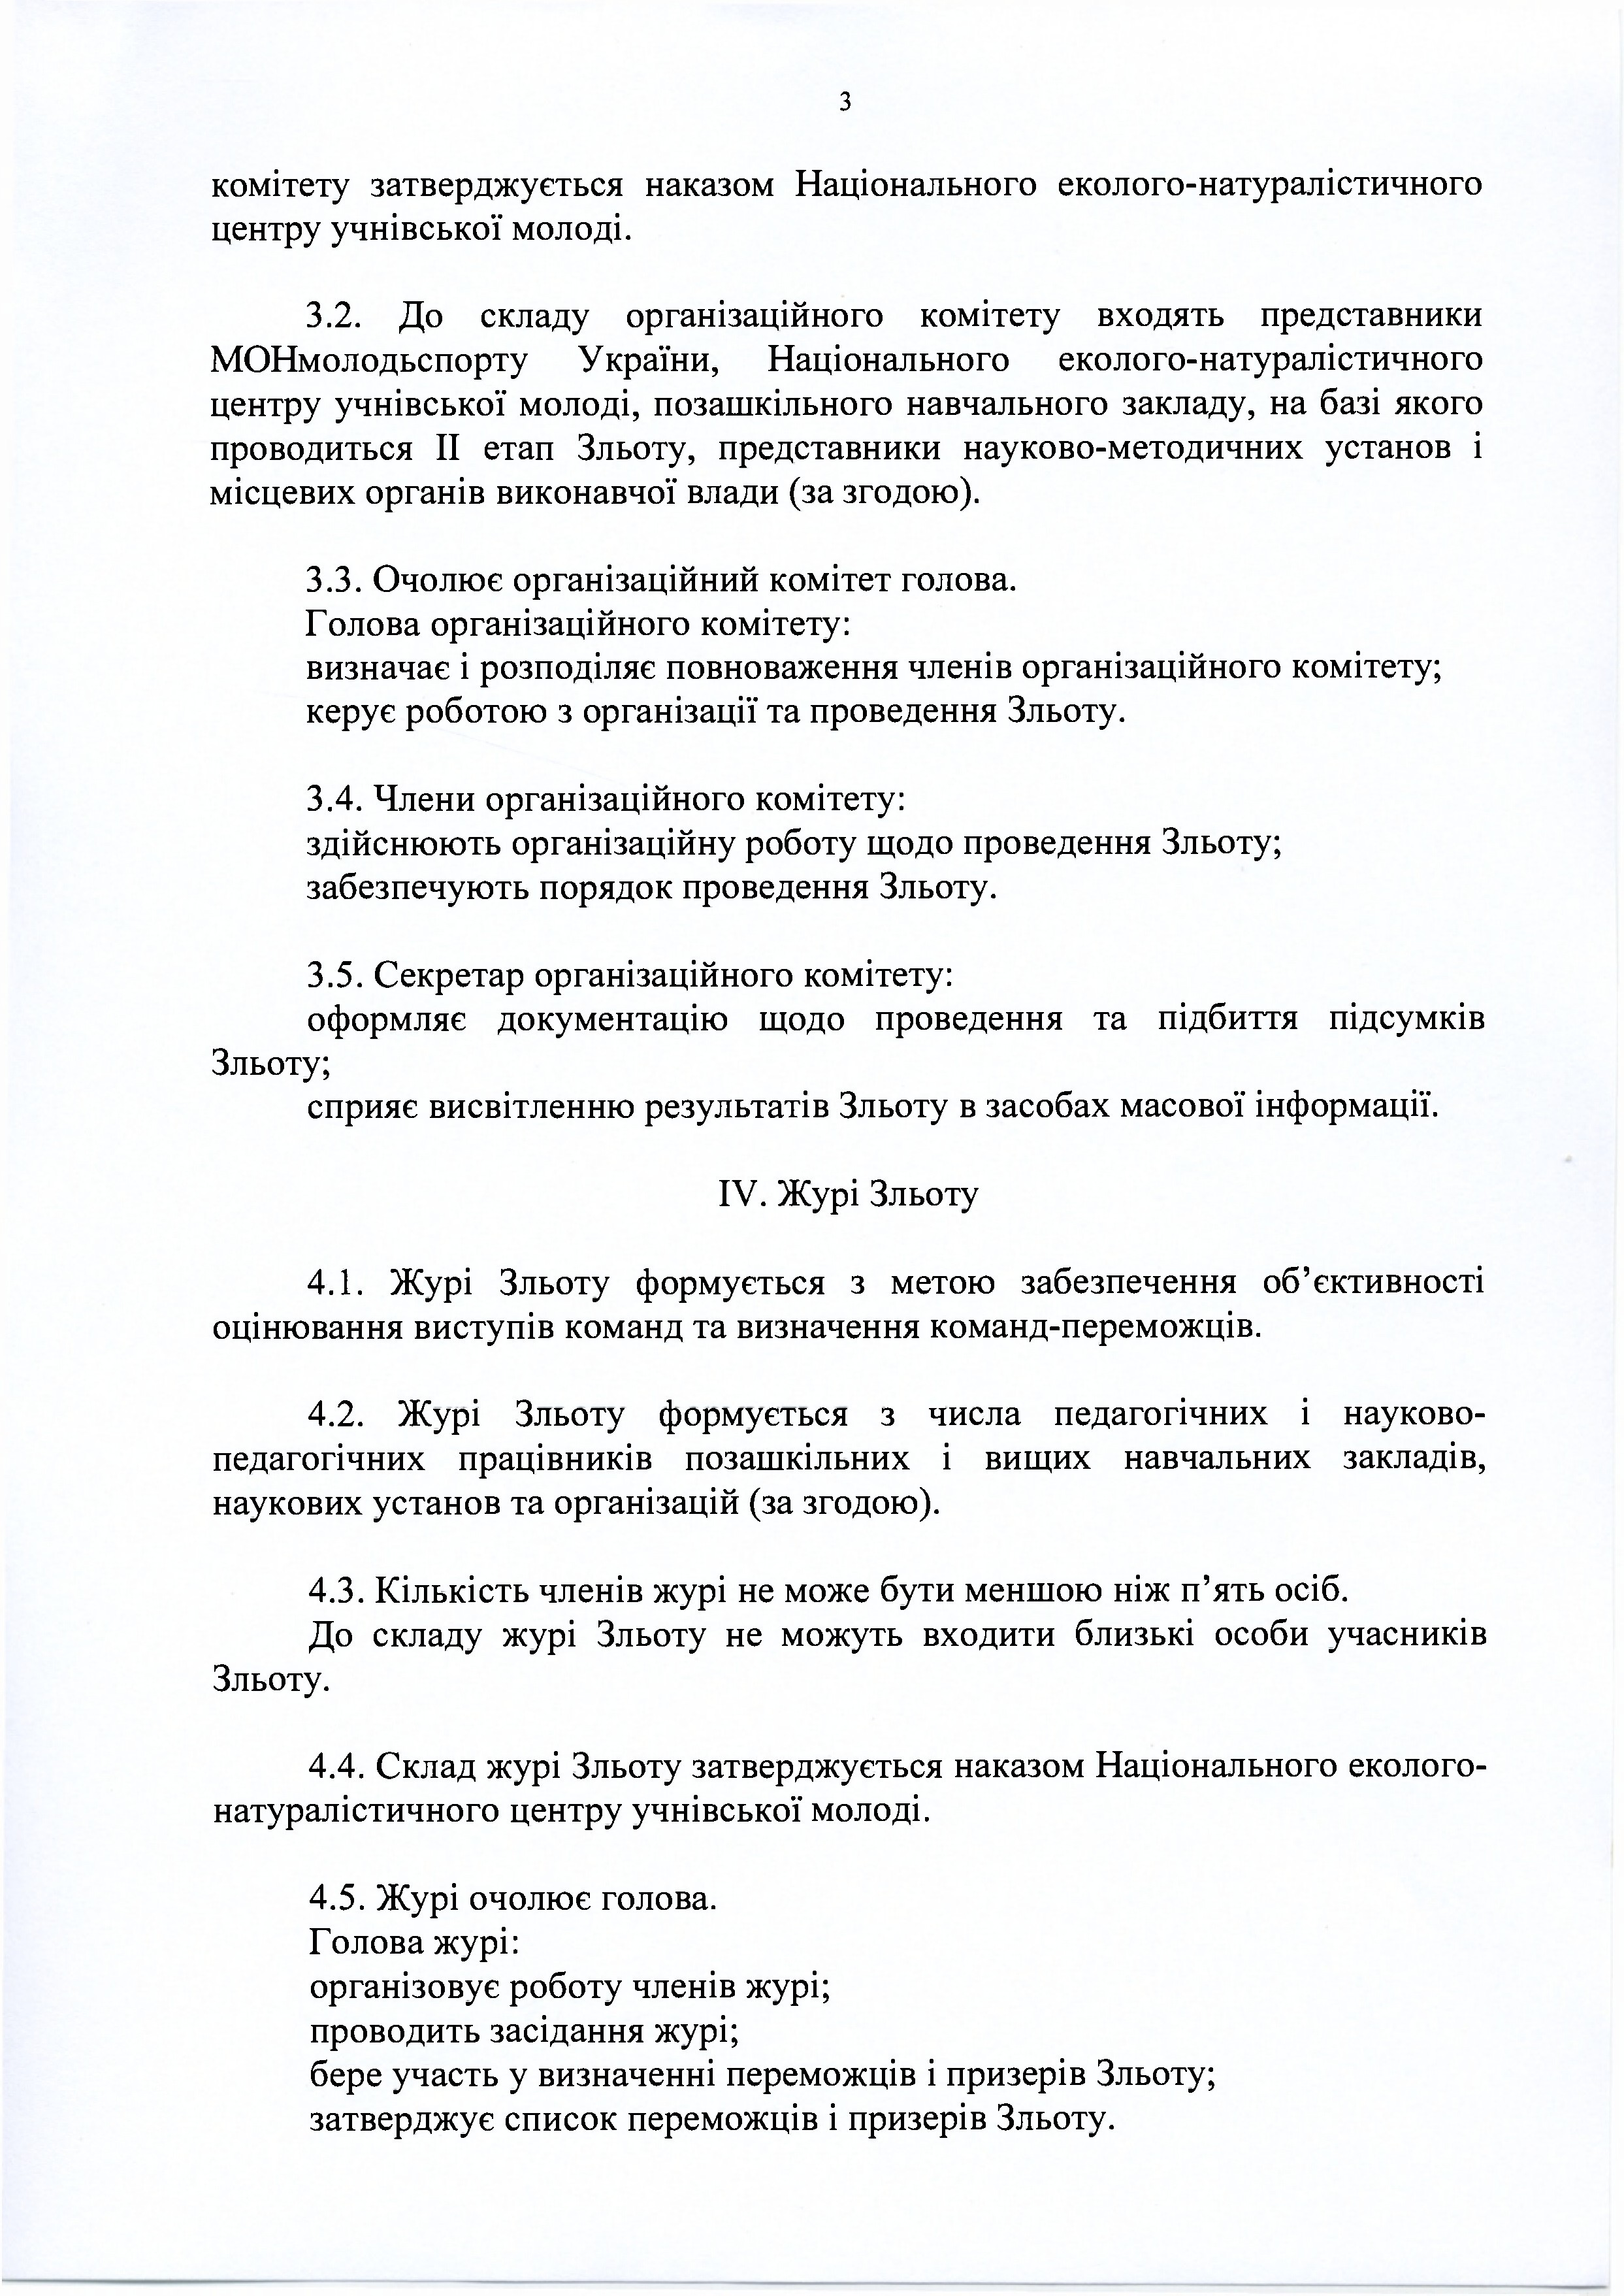 3
комітету затверджується наказом Національного еколого-натуралістичного
центру учнівської молоді.
3.2. До складу організаційного комітету входять представники
МОНмолодьспорту України, Національного еколого-натуралістичного
центру учнівської молоді, позашкільного навчального закладу, на базі якого
проводиться II етап Зльоту, представники науково-методичних установ і
місцевих органів виконавчої влади (за згодою).
3.3. Очолює організаційний комітет голова.
Голова організаційного комітету:
визначає і розподіляє повноваження членів організаційного комітету;
керує роботою з організації та проведення Зльоту.
3.4. Члени організаційного комітету:
здійснюють організаційну роботу щодо проведення Зльоту;
забезпечують порядок проведення Зльоту.
3.5. Секретар організаційного комітету:
оформляє документацію щодо проведення та підбиття підсумків
Зльоту;
сприяє висвітленню результатів Зльоту в засобах масової інформації.
IV. Журі Зльоту
4.1. Журі Зльоту формується з метою забезпечення об’єктивності
оцінювання виступів команд та визначення команд-переможців.
4.2. Журі Зльоту формується з числа педагогічних і науково-
педагогічних працівників позашкільних і вищих навчальних закладів,
наукових установ та організацій (за згодою).
4.3. Кількість членів журі не може бути меншою ніж п’ять осіб.
До складу журі Зльоту не можуть входити близькі особи учасників
Зльоту.
4.4. Склад журі Зльоту затверджується наказом Національного еколого-
натуралістичного центру учнівської молоді.
4.5. Журі очолює голова.
Голова журі:
організовує роботу членів журі;
проводить засідання журі;
бере участь у визначенні переможців і призерів Зльоту;
затверджує список переможців і призерів Зльоту.